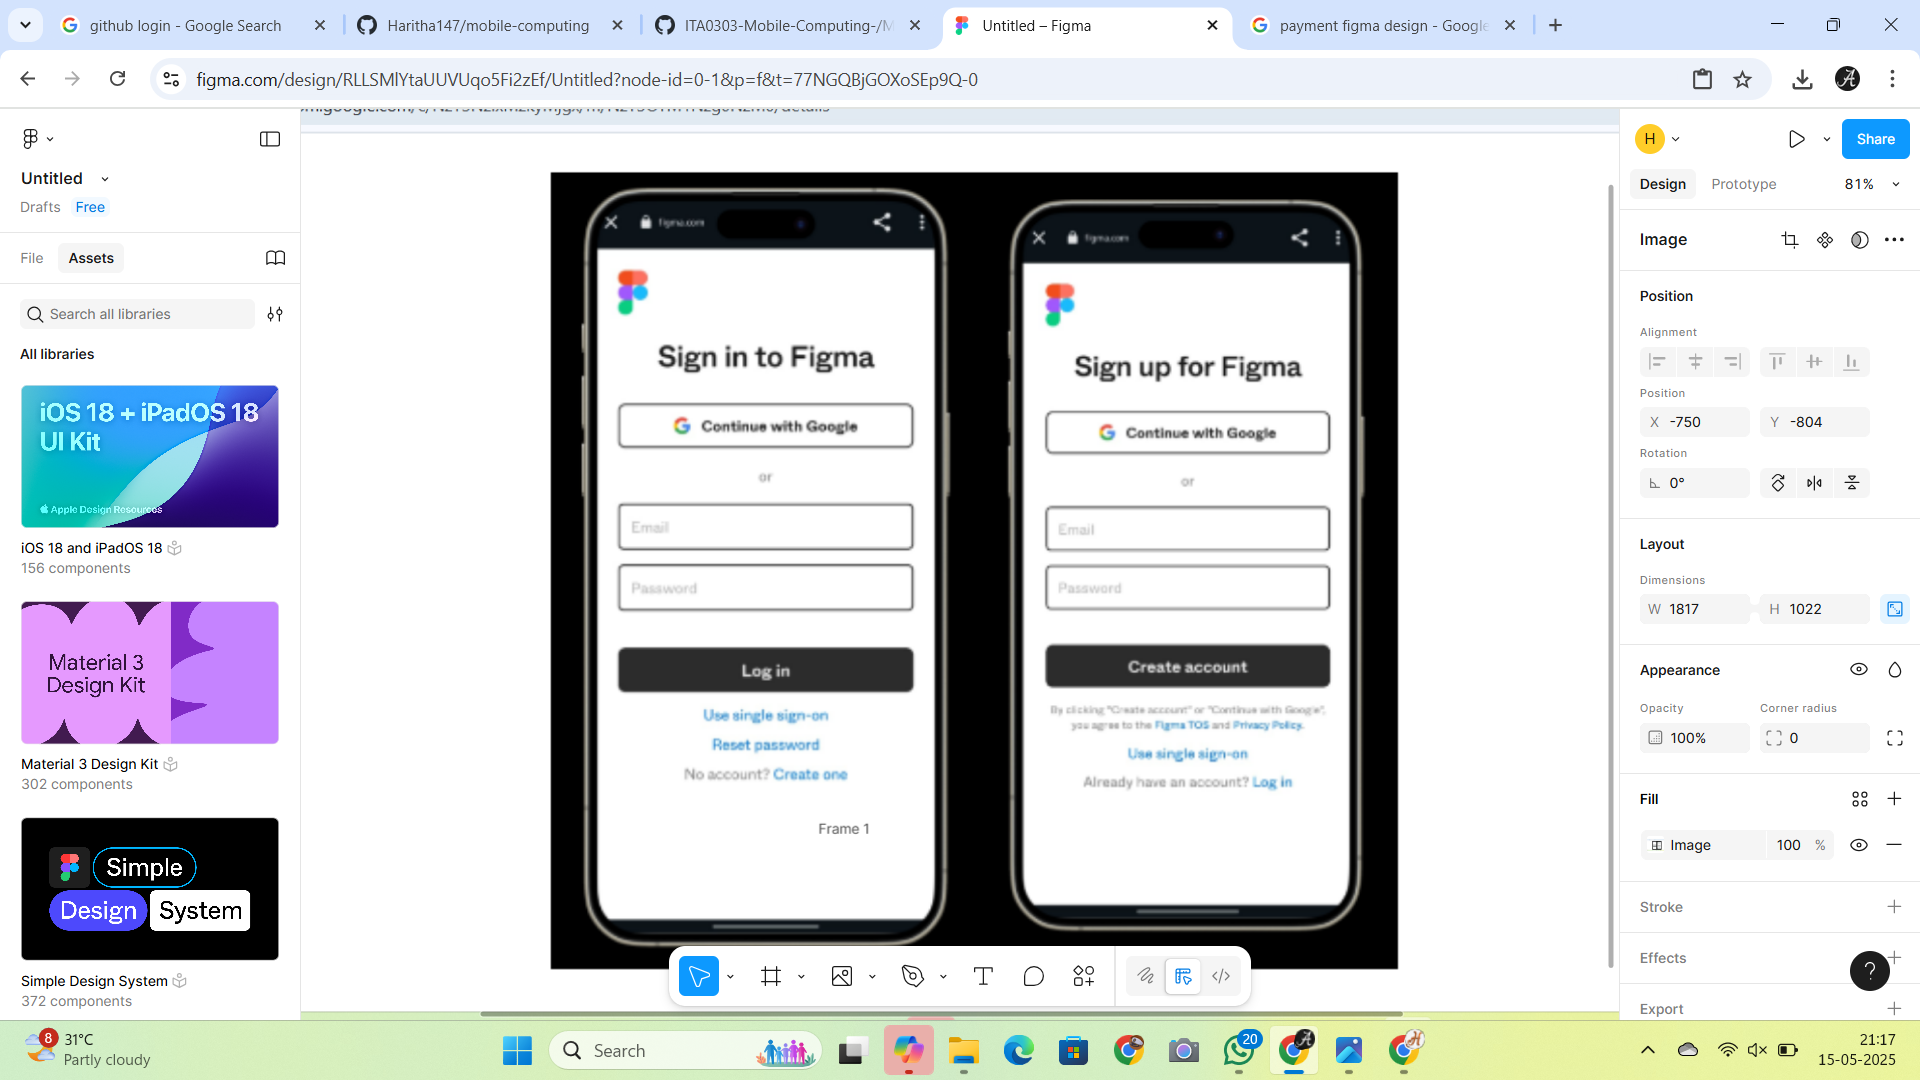 github login - Google Search
Haritha147/mobile-computing
ITA0303-Mobile-Computing-/M
Untitled – Figma
payment figma design - Google
figma.com/design/RLLSMlYtaUUVUqo5Fi2zEf/Untitled?node-id=0-1&p=f&t=77NGQBjGOXoSEp9Q-0
Untitled
Drafts Free
File Assets
Search all libraries
All libraries
iOS 18 + iPadOS 18
UI Kit
Apple Design Resources
iOS 18 and iPadOS 18
156 components
Material 3
Design Kit
Material 3 Design Kit
302 components
Simple
Design System
Simple Design System
372 components
figma.com
Sign in to Figma
Continue with Google
or
Email
Password
Log in
Use single sign-on
Reset password
No account? Create one
Frame 1
figma.com
Sign up for Figma
Continue with Google
or
Email
Password
Create account
By clicking "Create account" or "Continue with Google",
you agree to the Figma TOS and Privacy Policy.
Use single sign-on
Already have an account? Log in
H
Share
Design Prototype 81%
Image
Position
Alignment
Position
X -750 Y -804
Rotation
0°
Layout
Dimensions
W 1817 H 1022
Appearance
Opacity Corner radius
100% 0
Fill
Image 100 %
Stroke
Effects
?
Export
8
31°C
Partly cloudy
Search
20
21:17
15-05-2025